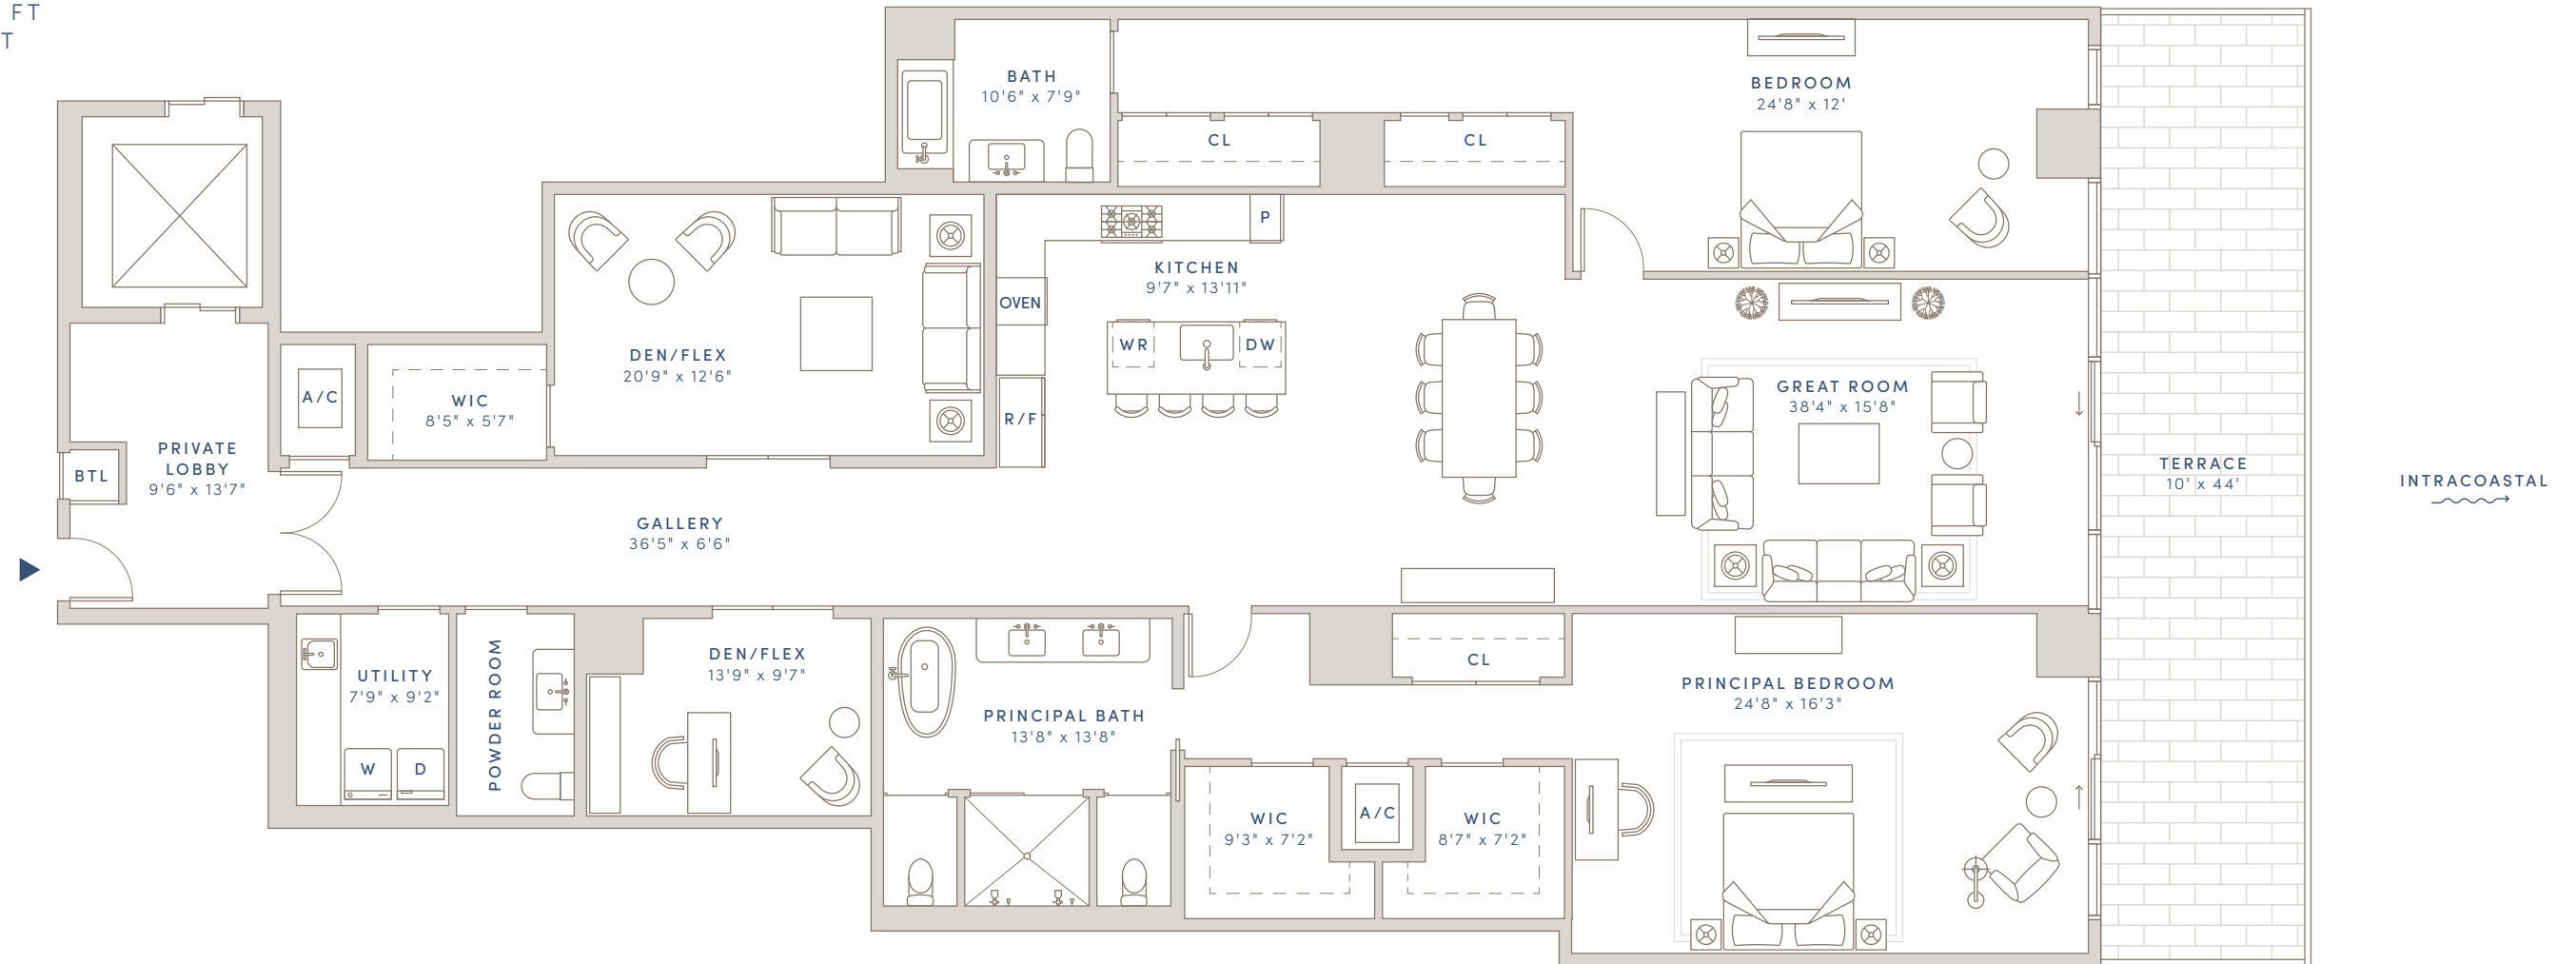 FT
T
BATH
10'6" x 7'9"
CL
CL
BEDROOM
24'8" x 12'
P
KITCHEN
9'7" x 13'11"
OVEN
WR
DW
R/F
DEN/FLEX
20'9" x 12'6"
A/C
WIC
8'5" x 5'7"
PRIVATE
LOBBY
9'6" x 13'7"
BTL
GALLERY
36'5" x 6'6"
GREAT ROOM
38'4" x 15'8"
TERRACE
10' x 44'
INTRACOASTAL
UTILITY
7'9" x 9'2"
W
D
POWDER ROOM
DEN/FLEX
13'9" x 9'7"
PRINCIPAL BATH
13'8" x 13'8"
CL
PRINCIPAL BEDROOM
24'8" x 16'3"
WIC
9'3" x 7'2"
A/C
WIC
8'7" x 7'2"